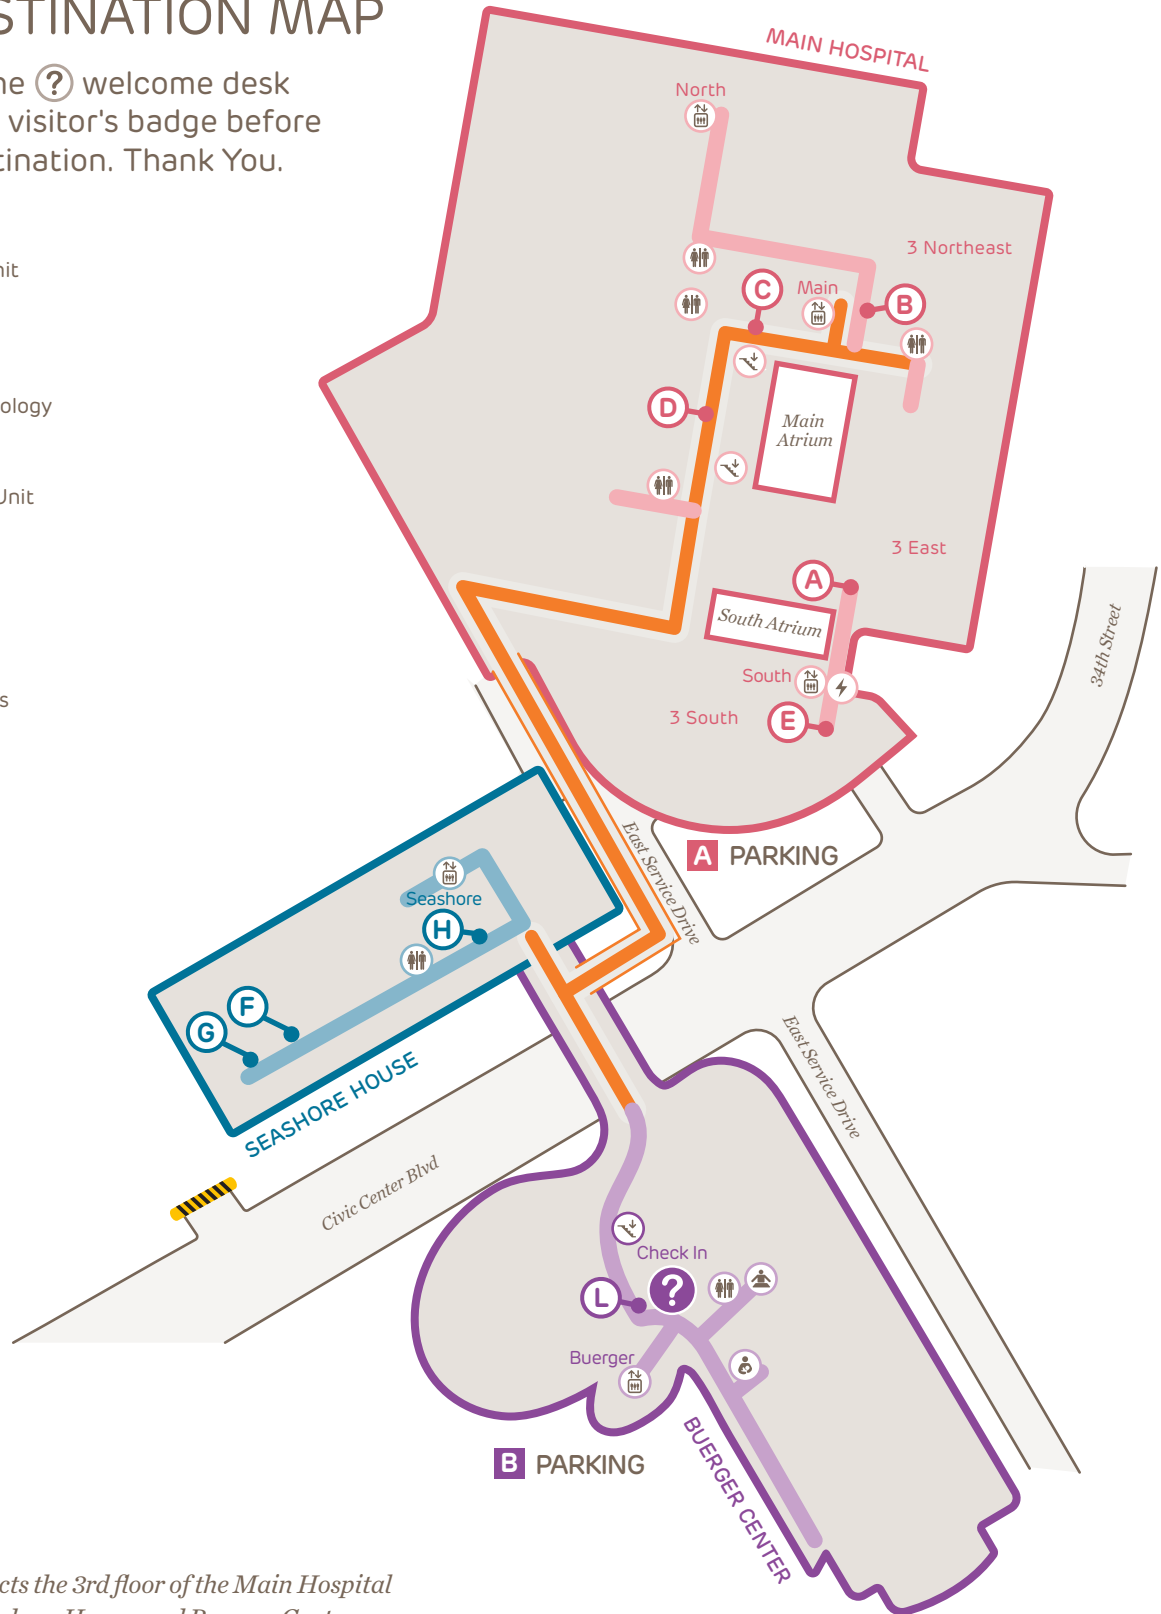 STINATION MAP
ne ? welcome desk
visitor's badge before
tination. Thank You.
nit
ology
Unit
s
MAIN HOSPITAL
North
3 Northeast
C
Main
B
D
Main
Atrium
3 East
A
South Atrium
South
3 South
E
34th Street
A PARKING
East Service Drive
Seashore
H
F
G
SEASHORE HOUSE
East Service Drive
Civic Center Blvd
Check In
?
L
Buerger
B PARKING
BUERGER CENTER
cts the 3rd floor of the Main Hospital